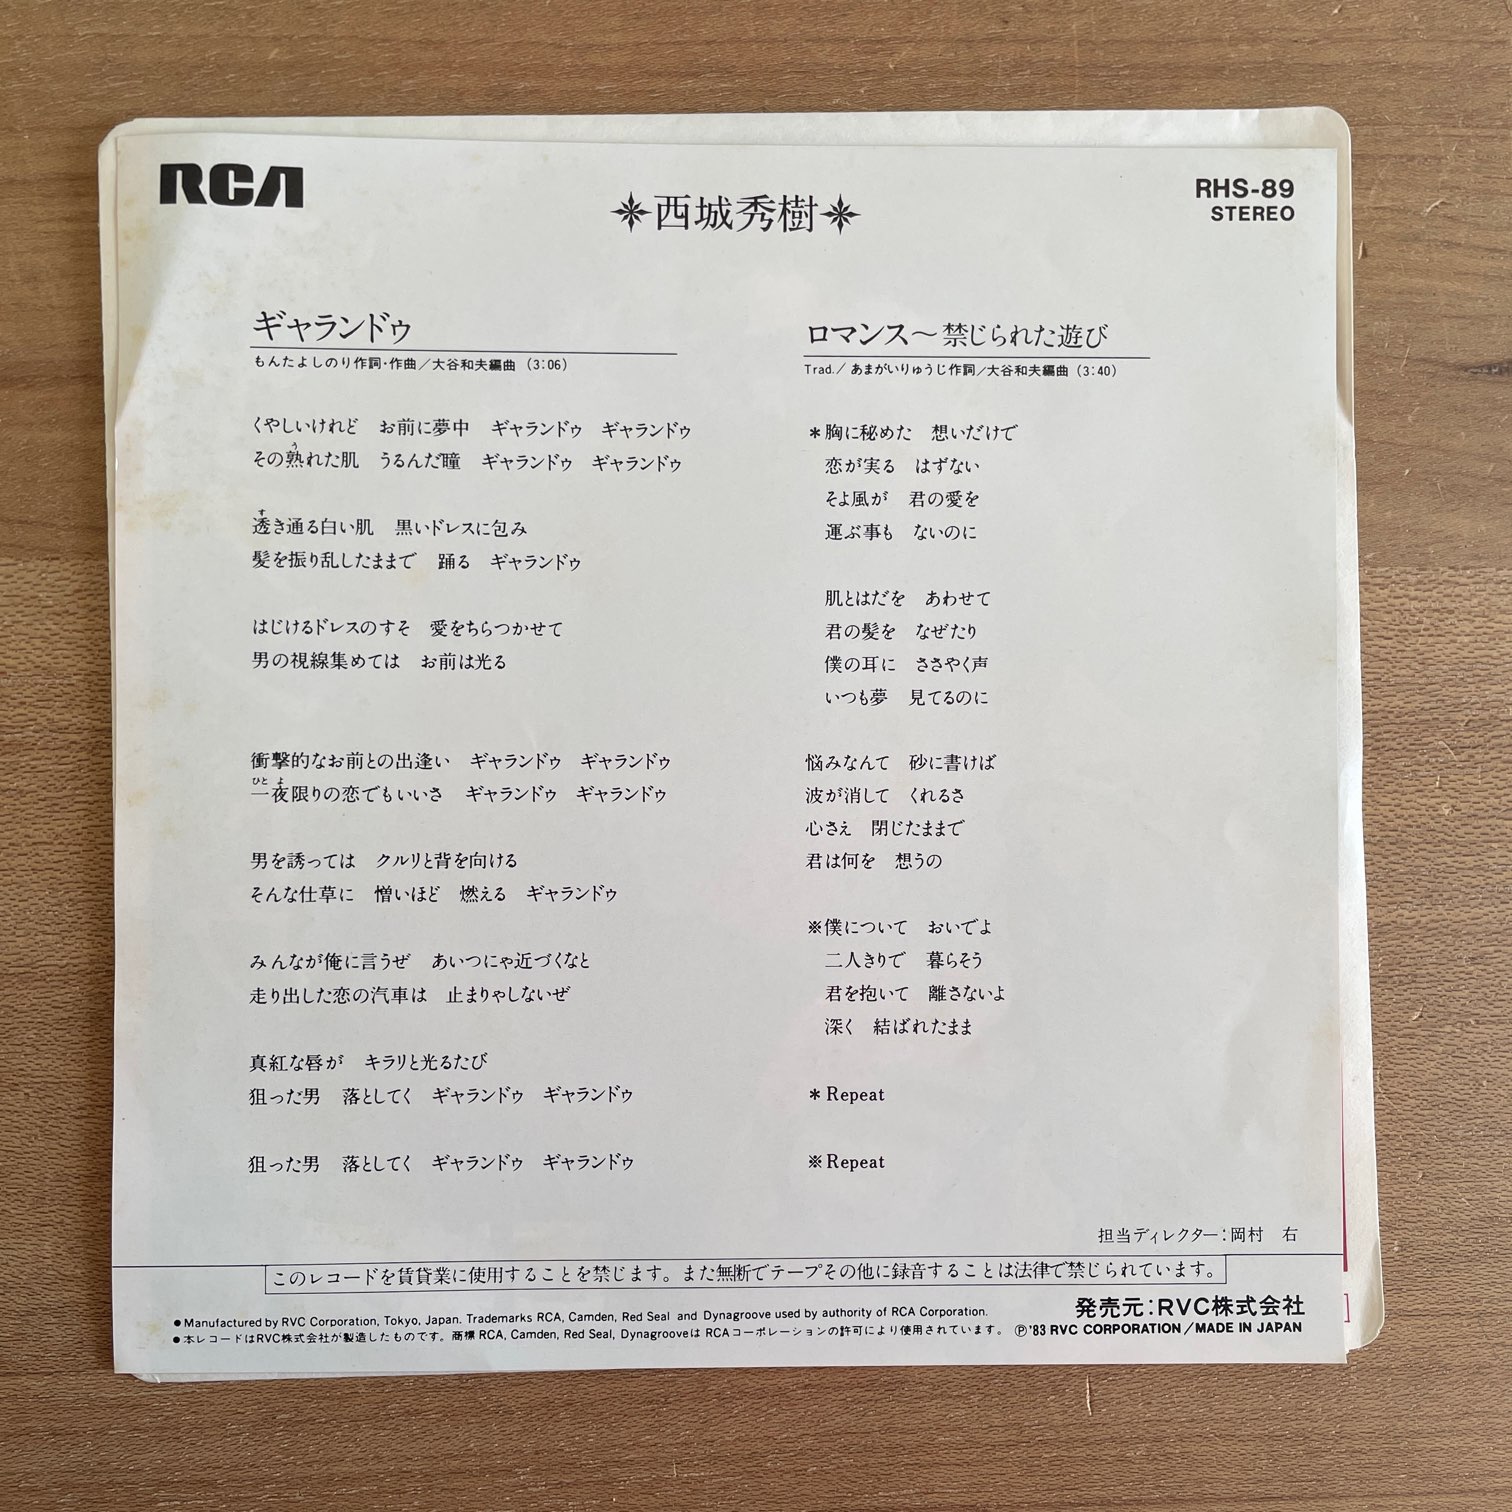 RCA
RHS-89
STEREO
西城秀樹
ギャランドゥ
もんたよしのり作詞・作曲／大谷和夫編曲（3:06）
くやしいけれど　お前に夢中　ギャランドゥ　ギャランドゥ
その熟れた肌　うるんだ瞳　ギャランドゥ　ギャランドゥ
透き通る白い肌　黒いドレスに包み
髪を振り乱したままで　踊る　ギャランドゥ
はじけるドレスのすそ　愛をちらつかせて
男の視線集めては　お前は光る
衝撃的なお前との出逢い　ギャランドゥ　ギャランドゥ
一夜限りの恋でもいいさ　ギャランドゥ　ギャランドゥ
男を誘っては　クルリと背を向ける
そんな仕草に　憎いほど　燃える　ギャランドゥ
みんなが俺に言うぜ　あいつにゃ近づくなと
走り出した恋の汽車は　止まりゃしないぜ
真紅な唇が　キラリと光るたび
狙った男　落としてく　ギャランドゥ　ギャランドゥ
狙った男　落としてく　ギャランドゥ　ギャランドゥ
ロマンス〜禁じられた遊び
Trad.／あまがいりゅうじ作詞／大谷和夫編曲（3:40）
＊胸に秘めた　想いだけで
恋が実る　はずない
そよ風が　君の愛を
運ぶ事も　ないのに
肌とはだを　あわせて
君の髪を　なぜたり
僕の耳に　ささやく声
いつも夢　見てるのに
悩みなんて　砂に書けば
波が消して　くれるさ
心さえ　閉じたままで
君は何を　想うの
※僕について　おいでよ
二人きりで　暮らそう
君を抱いて　離さないよ
深く　結ばれたまま
＊Repeat
※Repeat
担当ディレクター：岡村　右
このレコードを賃貸業に使用することを禁じます。また無断でテープその他に録音することは法律で禁じられています。
●Manufactured by RVC Corporation, Tokyo, Japan. Trademarks RCA, Camden, Red Seal and Dynagroove used by authority of RCA Corporation.
●本レコードはRVC株式会社が製造したものです。商標 RCA, Camden, Red Seal, Dynagrooveは RCAコーポレーションの許可により使用されています。
発売元：RVC株式会社
Ⓟ'83 RVC CORPORATION／MADE IN JAPAN